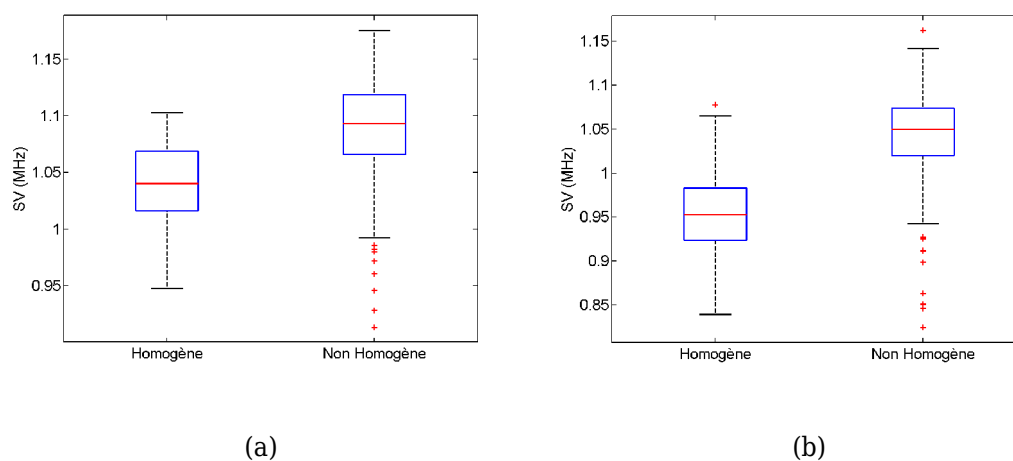 SV (MHz)
1.15
1.1
1.05
1
0.95
Homogène
Non Homogène
(a)
SV (MHz)
1.15
1.1
1.05
1
0.95
0.9
0.85
Homogène
Non Homogène
(b)